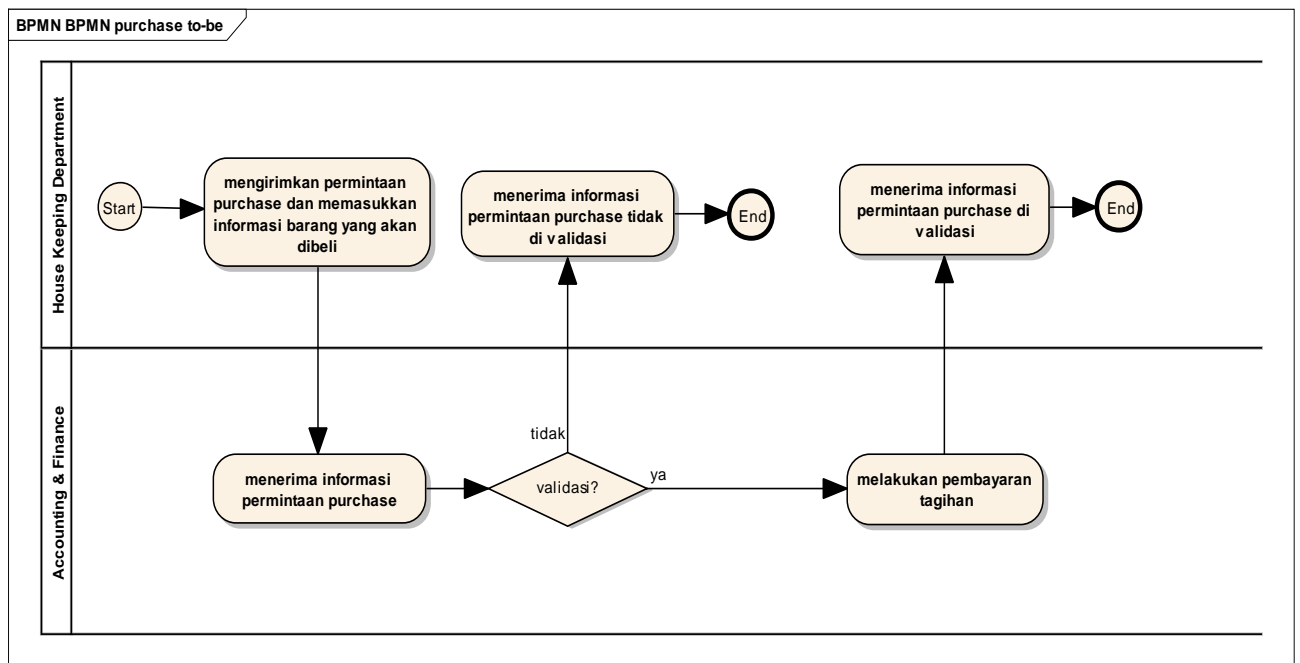 BPMN BPMN purchase to-be
House Keeping Department
Start
mengirimkan permintaan
purchase dan memasukkan
informasi barang yang akan
dibeli
menerima informasi
permintaan purchase tidak
di validasi
End
menerima informasi
permintaan purchase di
validasi
End
Accounting & Finance
menerima informasi
permintaan purchase
tidak
validasi?
ya
melakukan pembayaran
tagihan